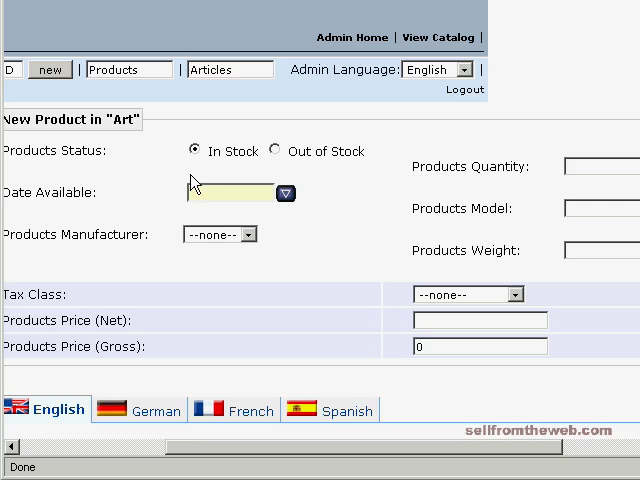 Admin Home | View Catalog |
D new | Products | Articles Admin Language: English |
Logout
New Product in "Art"
Products Status: In Stock Out of Stock
Products Quantity:
Date Available:
Products Model:
Products Manufacturer: --none--
Products Weight:
Tax Class: --none--
Products Price (Net):
Products Price (Gross): 0
English German French Spanish
sellfromtheweb.com
Done